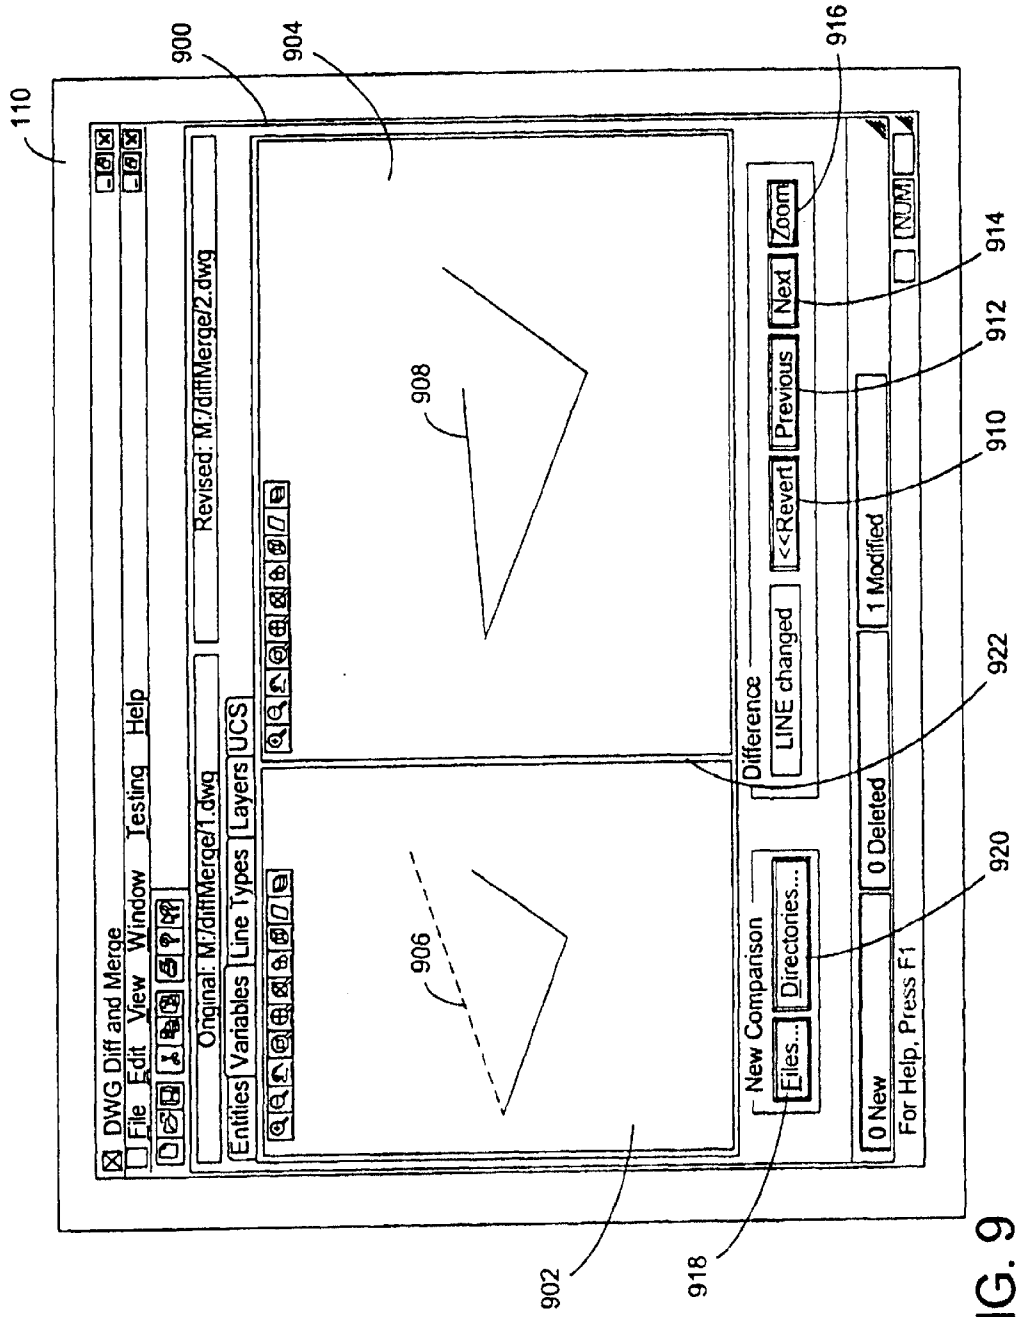 110
900
904
DWG Diff and Merge
File Edit View Window Testing Help
Original: M:/diffMerge/1.dwg
Revised: M:/diffMerge/2.dwg
Entities Variables Line Types Layers UCS
906
908
902
New Comparison
Files... Directories...
Difference
LINE changed <<Revert Previous Next Zoom
0 New 0 Deleted 1 Modified
For Help, Press F1
NUM
918
920
922
910
912
914
916
IG. 9